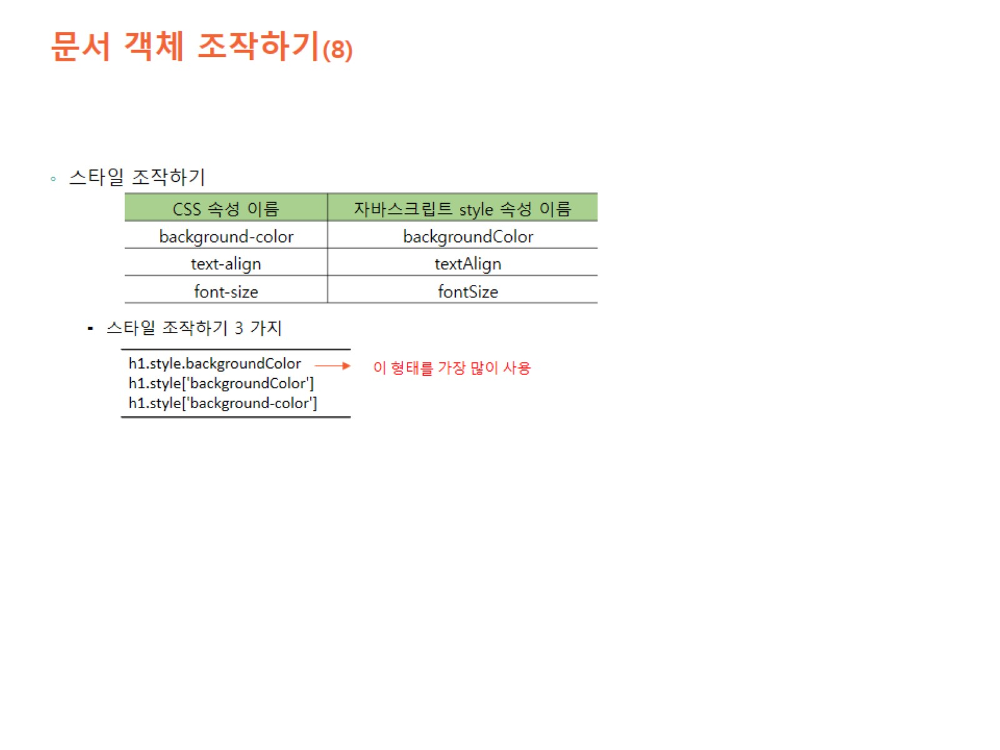 문서 객체 조작하기(8)
◦ 스타일 조작하기
CSS 속성 이름 자바스크립트 style 속성 이름
background-color backgroundColor
text-align textAlign
font-size fontSize
▪ 스타일 조작하기 3 가지
h1.style.backgroundColor 이 형태를 가장 많이 사용
h1.style['backgroundColor']
h1.style['background-color']